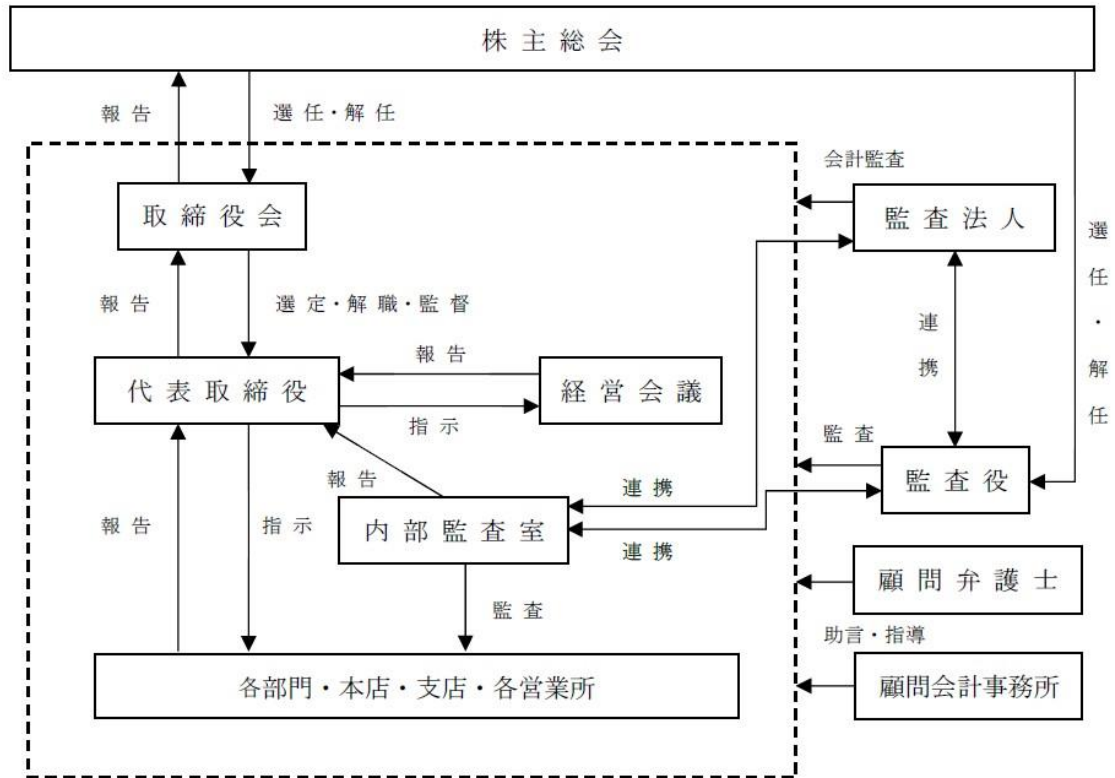 株主総会
報告
選任・解任
会計監査
取締役会
監査法人
選任・解任
報告
選定・解職・監督
連携
報告
代表取締役
経営会議
指示
監査
報告
連携
監査役
報告
指示
内部監査室
連携
顧問弁護士
監査
助言・指導
各部門・本店・支店・各営業所
顧問会計事務所